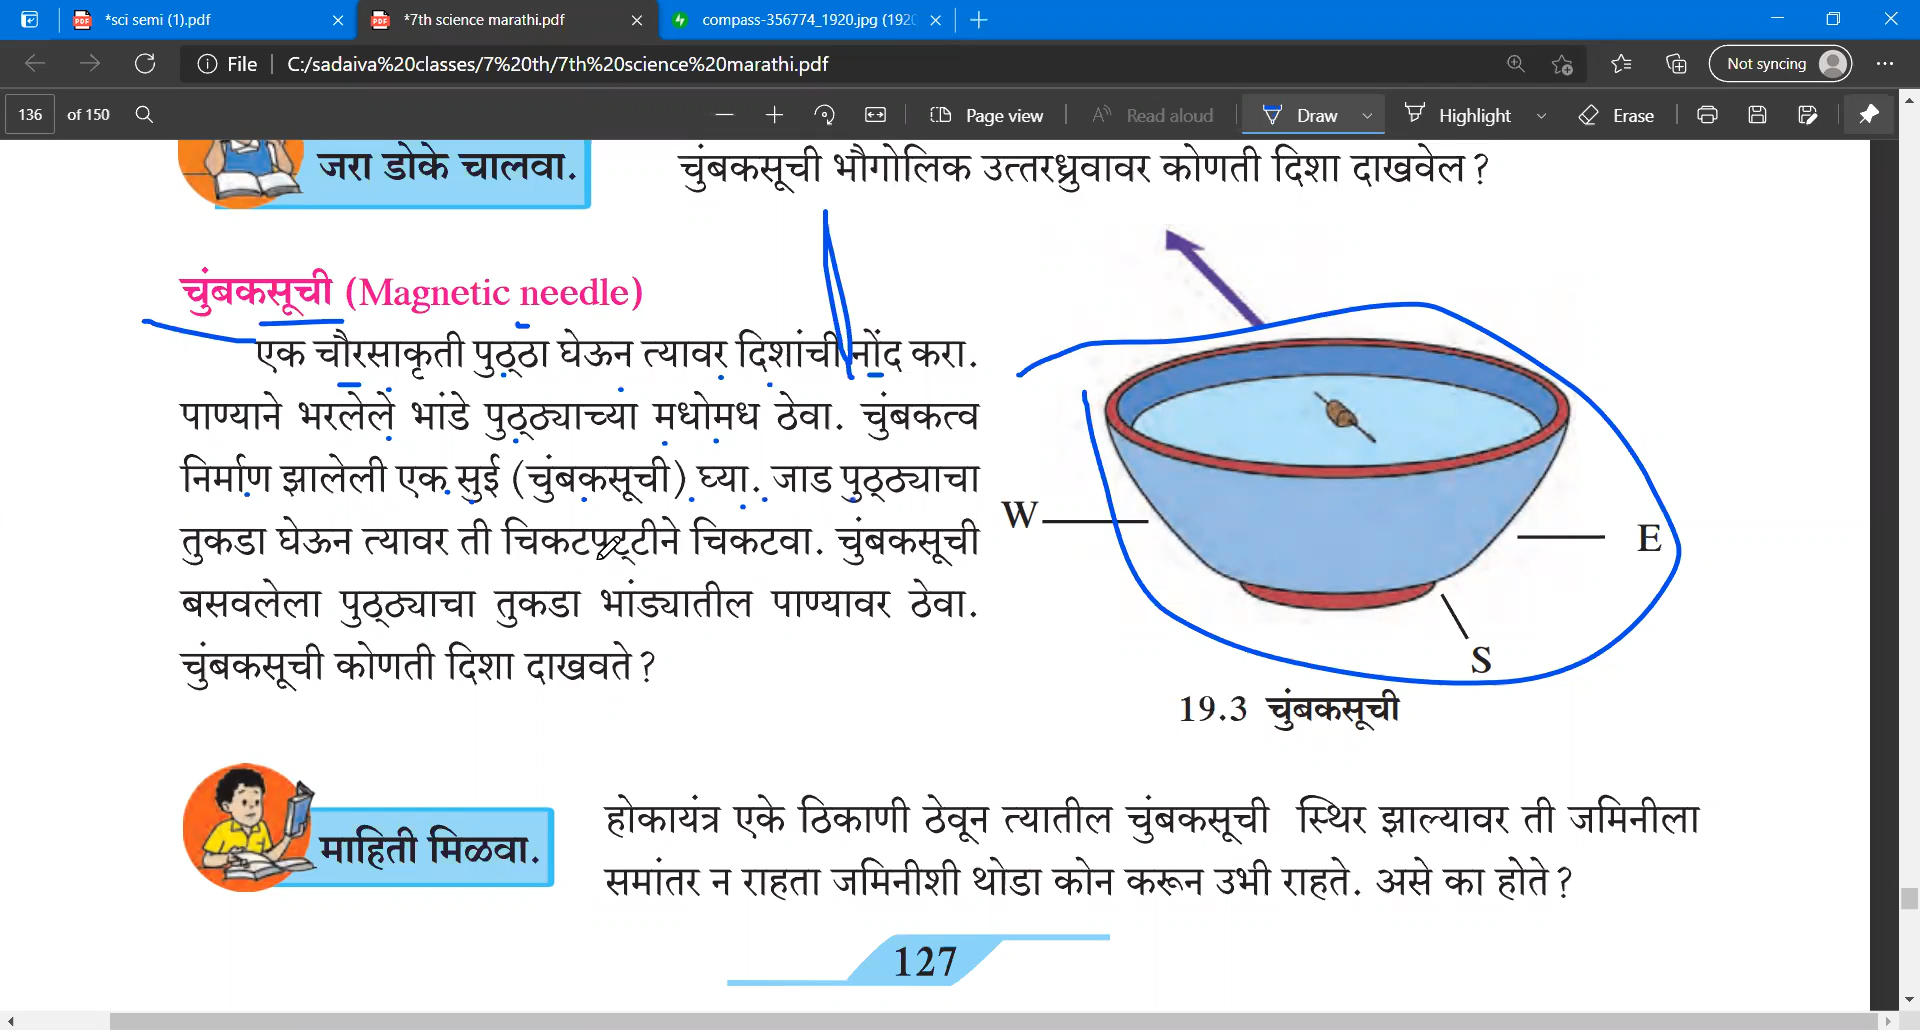 *sci semi (1).pdf
*7th science marathi.pdf
compass-356774_1920.jpg (192
File
C:/sadaiva%20classes/7%20th/7th%20science%20marathi.pdf
Not syncing
136
of 150
Page view
Read aloud
Draw
Highlight
Erase
जरा डोके चालवा.
चुंबकसूची भौगोलिक उत्तरध्रुवावर कोणती दिशा दाखवेल ?
चुंबकसूची (Magnetic needle)
एक चौरसाकृती पुठ्ठा घेऊन त्यावर दिशांची नोंद करा.
पाण्याने भरलेले भांडे पुठ्ठ्याच्या मधोमध ठेवा. चुंबकत्व
निर्माण झालेली एक सुई (चुंबकसूची) घ्या. जाड पुठ्ठ्याचा
तुकडा घेऊन त्यावर ती चिकटपट्टीने चिकटवा. चुंबकसूची
बसवलेला पुठ्ठ्याचा तुकडा भांड्यातील पाण्यावर ठेवा.
चुंबकसूची कोणती दिशा दाखवते ?
W
E
S
19.3 चुंबकसूची
माहिती मिळवा.
होकायंत्र एके ठिकाणी ठेवून त्यातील चुंबकसूची स्थिर झाल्यावर ती जमिनीला
समांतर न राहता जमिनीशी थोडा कोन करून उभी राहते. असे का होते ?
127